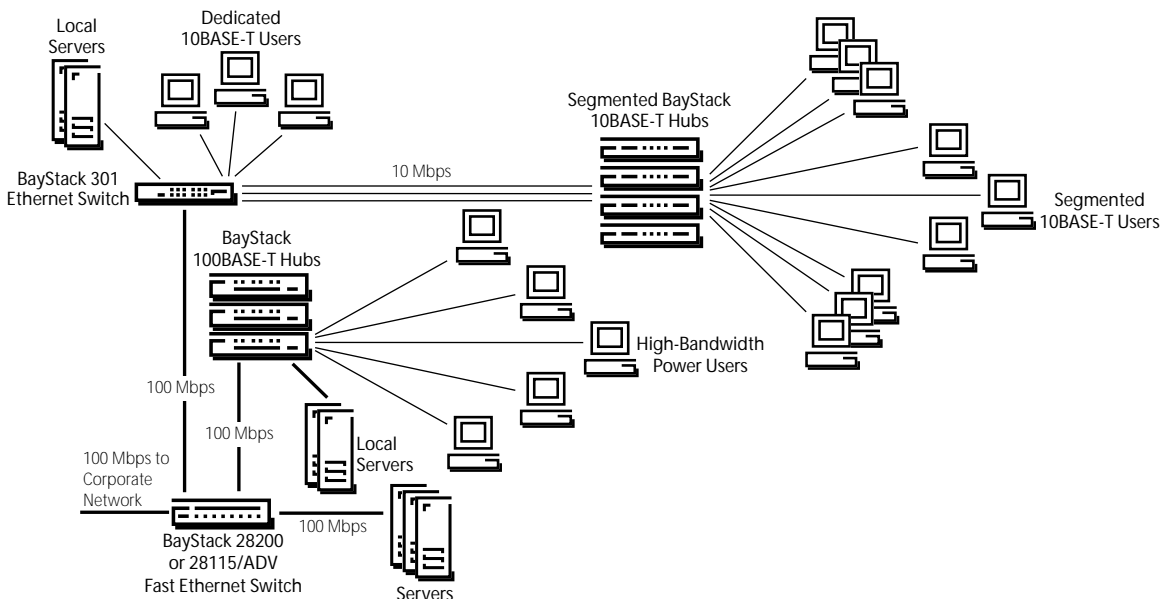 Local
Servers
Dedicated
10BASE-T Users
Segmented BayStack
10BASE-T Hubs
BayStack 301
Ethernet Switch
10 Mbps
Segmented
10BASE-T Users
BayStack
100BASE-T Hubs
High-Bandwidth
Power Users
100 Mbps
100 Mbps
Local
Servers
100 Mbps to
Corporate
Network
100 Mbps
BayStack 28200
or 28115/ADV
Fast Ethernet Switch
Servers